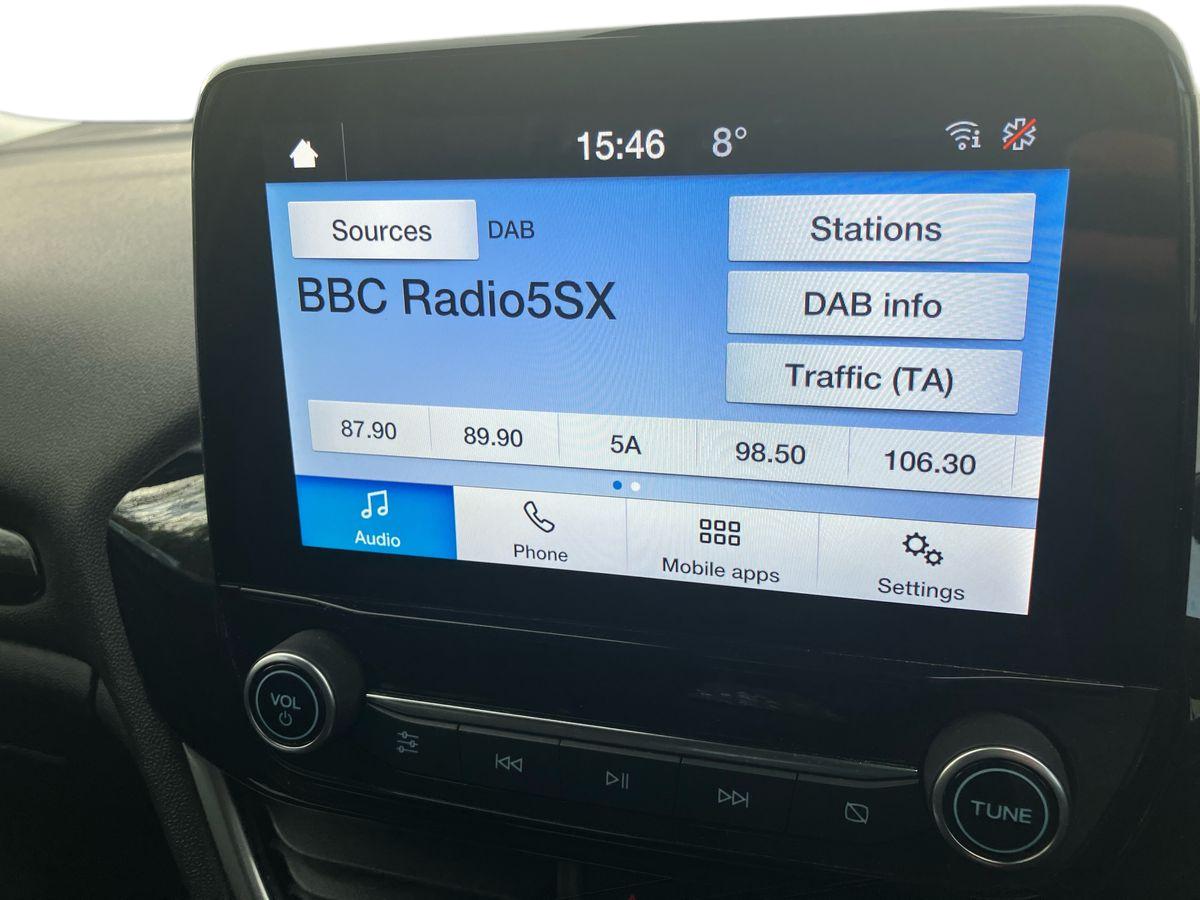 15:46 8°
Sources DAB Stations
BBC Radio5SX DAB info
Traffic (TA)
87.90 89.90 5A 98.50 106.30
Audio Phone Mobile apps Settings
VOL
TUNE